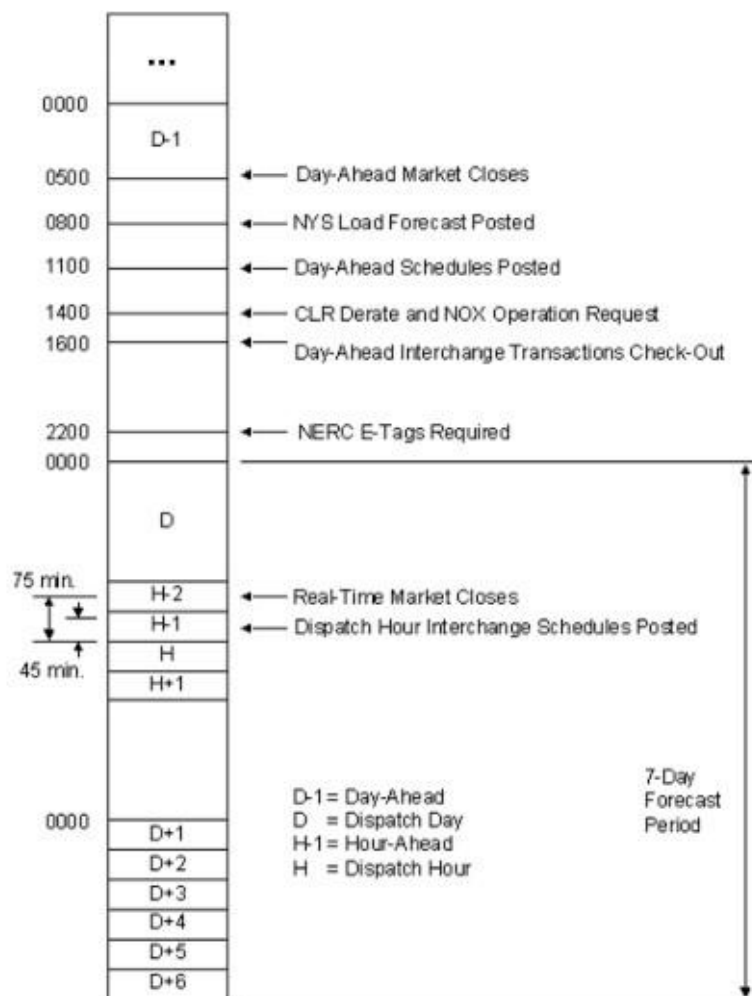 ...
0000
D-1
0500 Day-Ahead Market Closes
0800 NYS Load Forecast Posted
1100 Day-Ahead Schedules Posted
1400 CLR Derate and NOX Operation Request
1600 Day-Ahead Interchange Transactions Check-Out
2200 NERC E-Tags Required
0000
D
75 min. H-2 Real-Time Market Closes
H-1 Dispatch Hour Interchange Schedules Posted
H
45 min. H+1
D-1 = Day-Ahead
D = Dispatch Day
H-1 = Hour-Ahead
H = Dispatch Hour
7-Day
Forecast
Period
0000
D+1
D+2
D+3
D+4
D+5
D+6